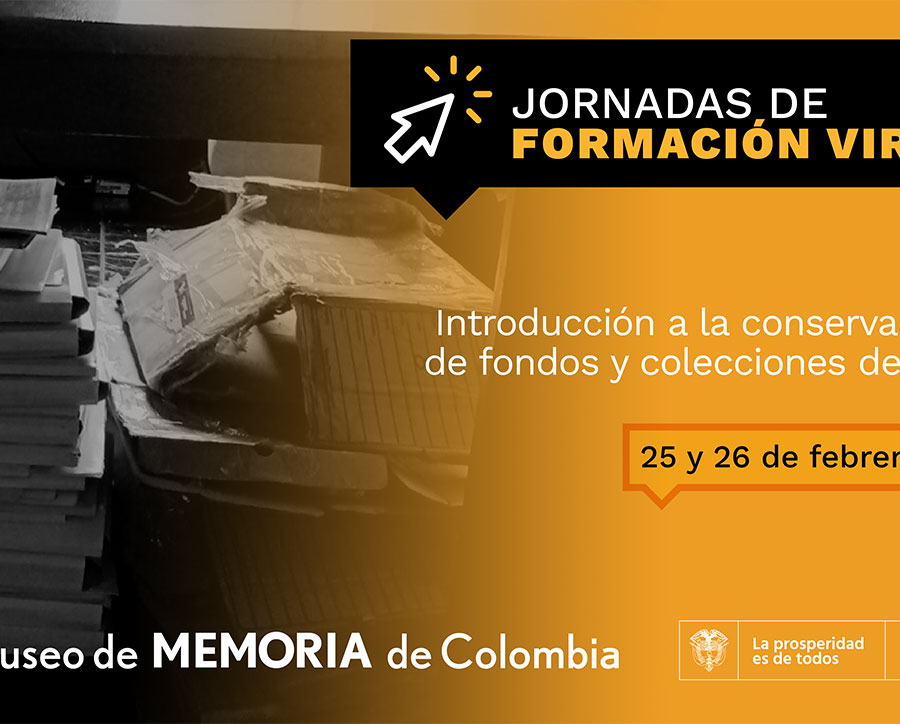 JORNADAS DE
FORMACIÓN VIR
Introducción a la conserva
de fondos y colecciones de
25 y 26 de febrer
useo de MEMORIA de Colombia
La prosperidad
es de todos